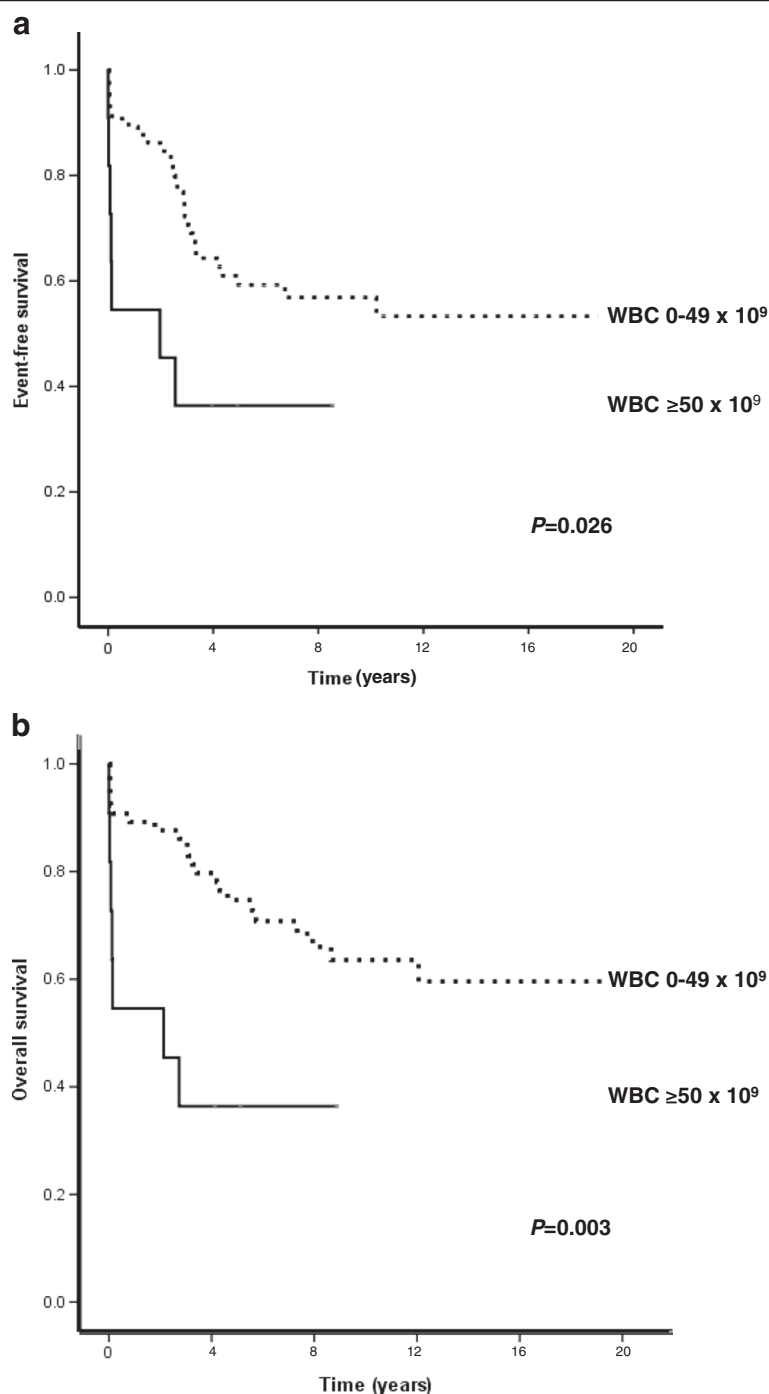 a
1.0
0.8
0.6
0.4
0.2
0.0
Event-free survival
WBC 0-49 x 10⁹
WBC ≥50 x 10⁹
P=0.026
0 4 8 12 16 20
Time (years)
b
1.0
0.8
0.6
0.4
0.2
0.0
Overall survival
WBC 0-49 x 10⁹
WBC ≥50 x 10⁹
P=0.003
0 4 8 12 16 20
Time (years)